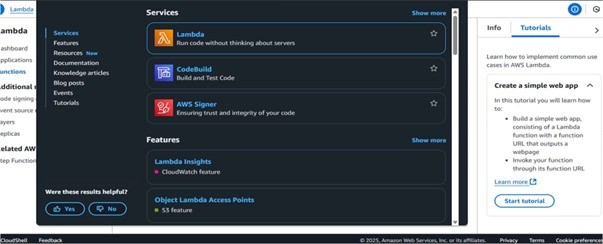 Lambda
ambda
ashboard
pplications
unctions
Additional r
ode signing
vent source
ayers
eplicas
elated AW
tep Function
Services
Features
Resources New
Documentation
Knowledge articles
Blog posts
Events
Tutorials
Were these results helpful?
Yes No
Services Show more
Lambda
Run code without thinking about servers
CodeBuild
Build and Test Code
AWS Signer
Ensuring trust and integrity of your code
Features Show more
Lambda Insights
CloudWatch feature
Object Lambda Access Points
S3 feature
Info Tutorials
Learn how to implement common use
cases in AWS Lambda.
Create a simple web app
In this tutorial you will learn how
to:
• Build a simple web app,
consisting of a Lambda
function with a function
URL that outputs a
webpage
• Invoke your function
through its function URL
Learn more
Start tutorial
CloudShell Feedback © 2025, Amazon Web Services, Inc. or its affiliates. Privacy Terms Cookie preferences